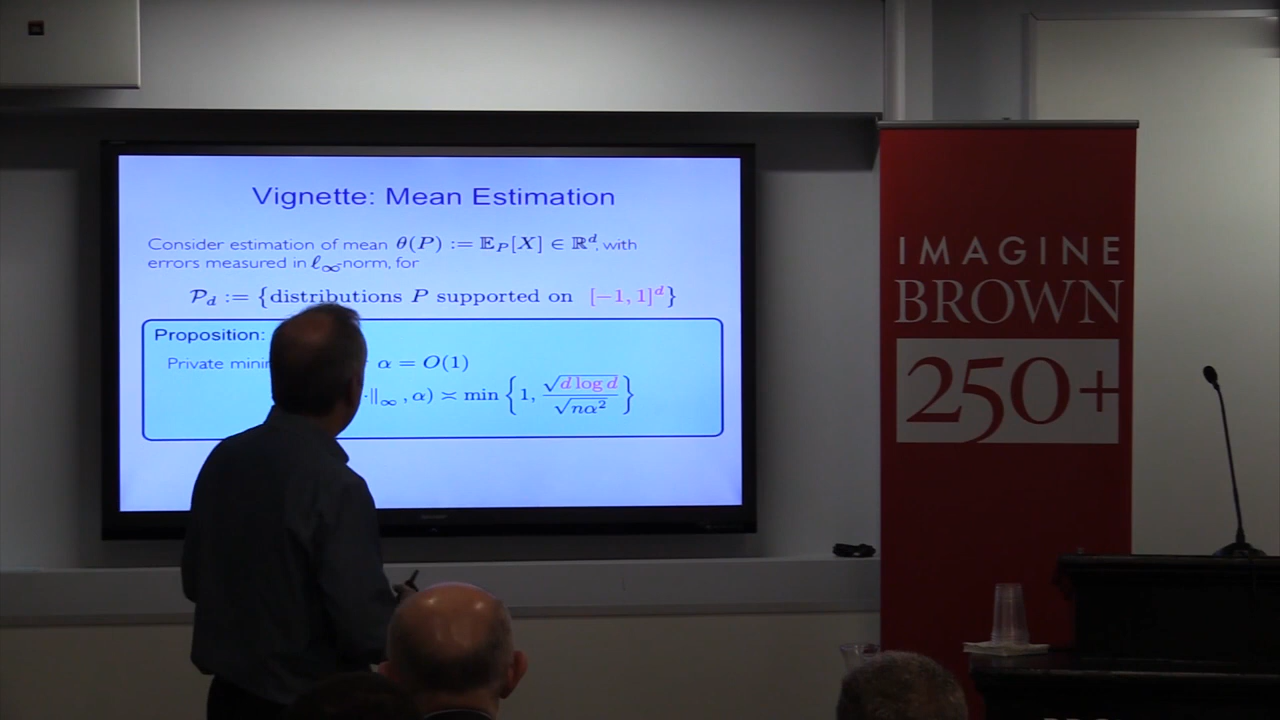 Vignette: Mean Estimation
Consider estimation of mean θ(P) := 𝔼_P[X] ∈ ℝ^d, with
errors measured in ℓ_∞-norm, for
𝒫_d := {distributions P supported on [−1, 1]^d}
Proposition:
Private α = O(1)
·‖_∞, α) ≍ min {1, √(d log d) / √(nα²)}
IMAGINE
BROWN
250+